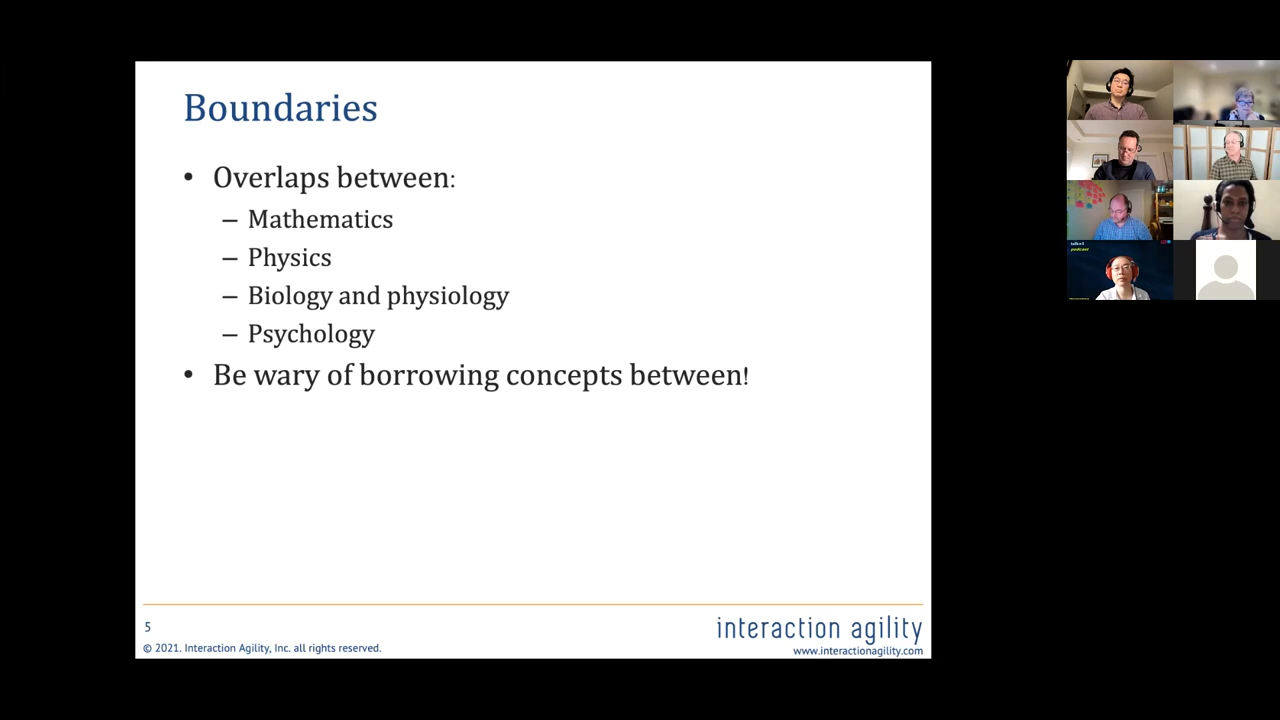 Boundaries
• Overlaps between:
– Mathematics
– Physics
– Biology and physiology
– Psychology
• Be wary of borrowing concepts between!
5
© 2021. Interaction Agility, Inc. all rights reserved.
interaction agility
www.interactionagility.com
podcast